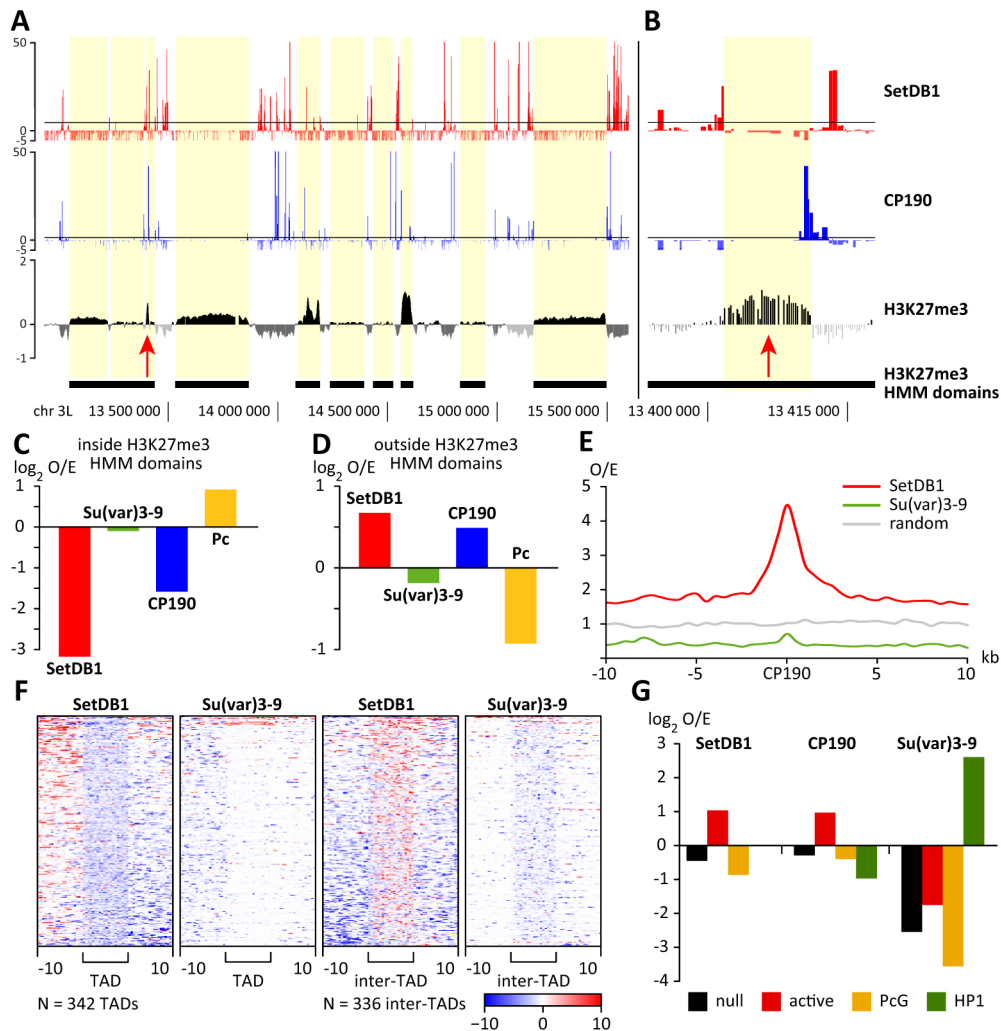 A
B
50
0
-5
SetDB1
50
0
-5
CP190
2
0
-1
H3K27me3
H3K27me3
HMM domains
chr 3L
13 500 000
14 000 000
14 500 000
15 000 000
15 500 000
13 400 000
13 415 000
C
inside H3K27me3
HMM domains
log2 O/E
1
0
-1
-2
-3
Su(var)3-9
Pc
CP190
SetDB1
D
outside H3K27me3
HMM domains
log2 O/E
1
0
-1
SetDB1
CP190
Pc
Su(var)3-9
E
O/E
5
4
3
2
1
SetDB1
Su(var)3-9
random
-10
-5
CP190
5
10
kb
F
SetDB1
Su(var)3-9
SetDB1
Su(var)3-9
-10
10
-10
10
-10
10
-10
10
TAD
TAD
inter-TAD
inter-TAD
N = 342 TADs
N = 336 inter-TADs
−10
0
10
G
log2 O/E
3
2
1
0
-1
-2
-3
-4
SetDB1
CP190
Su(var)3-9
null
active
PcG
HP1